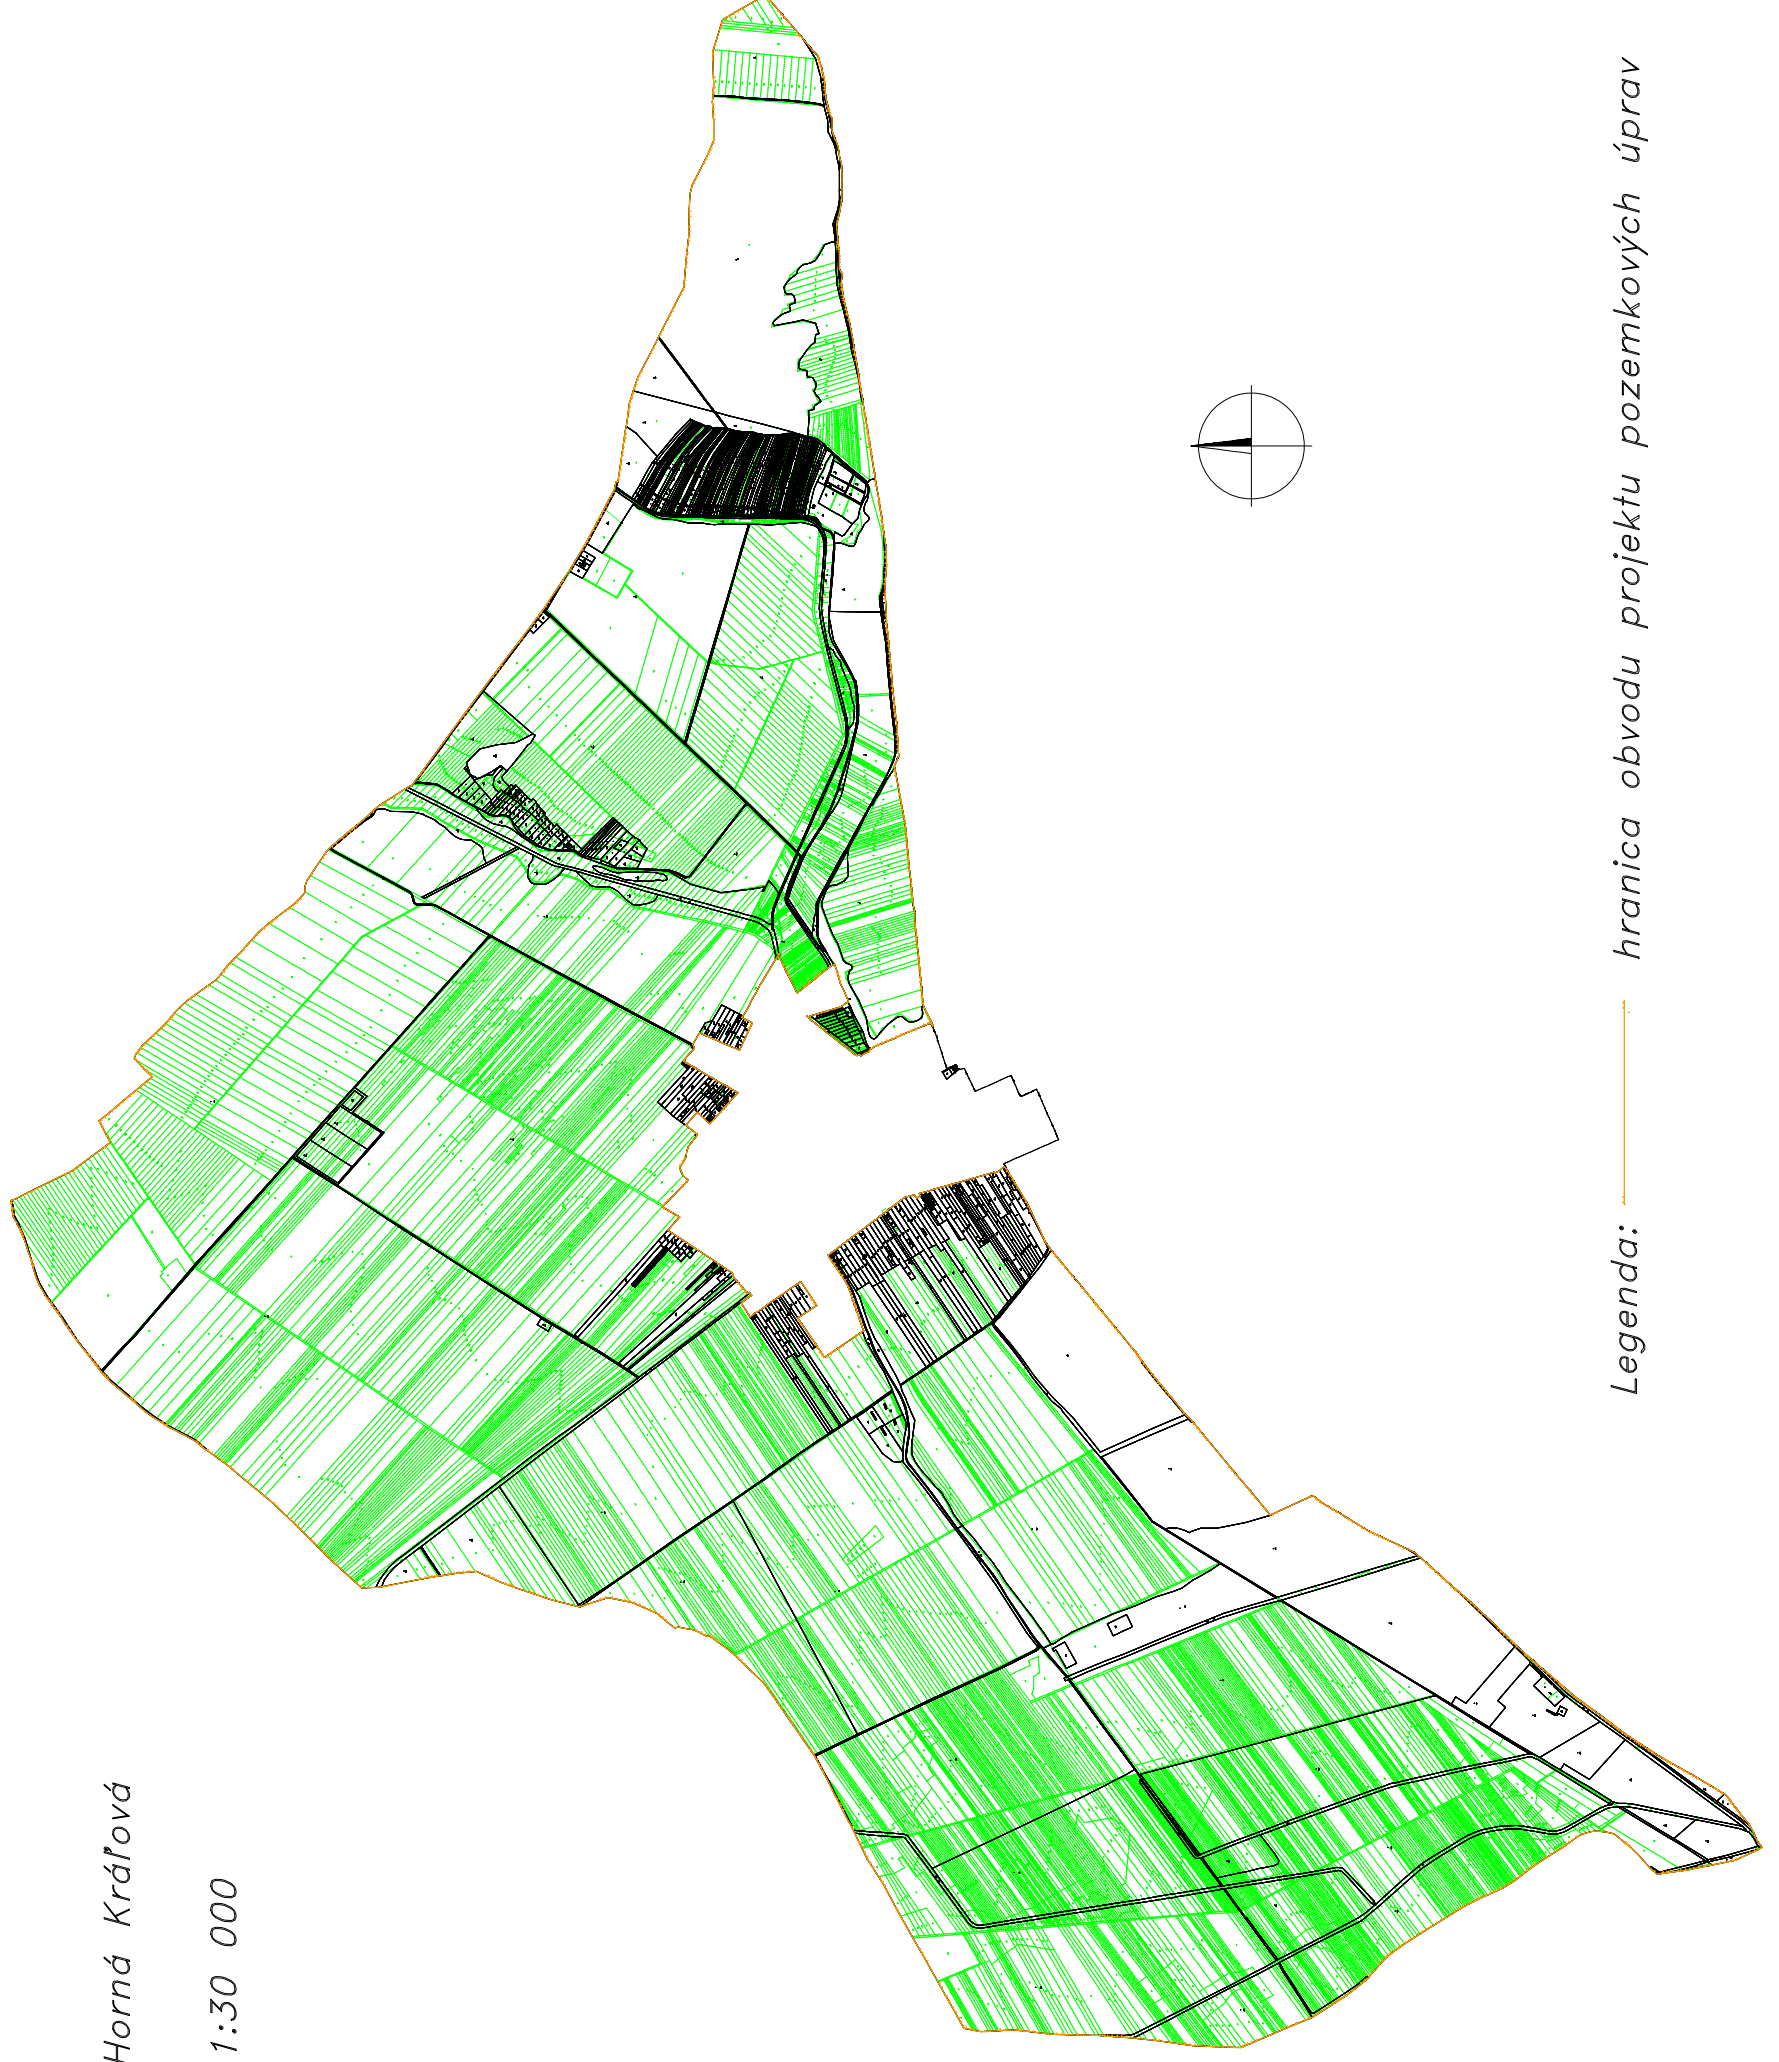 Horná Kráľová
1:30 000
Legenda: hranica obvodu projektu pozemkových úprav